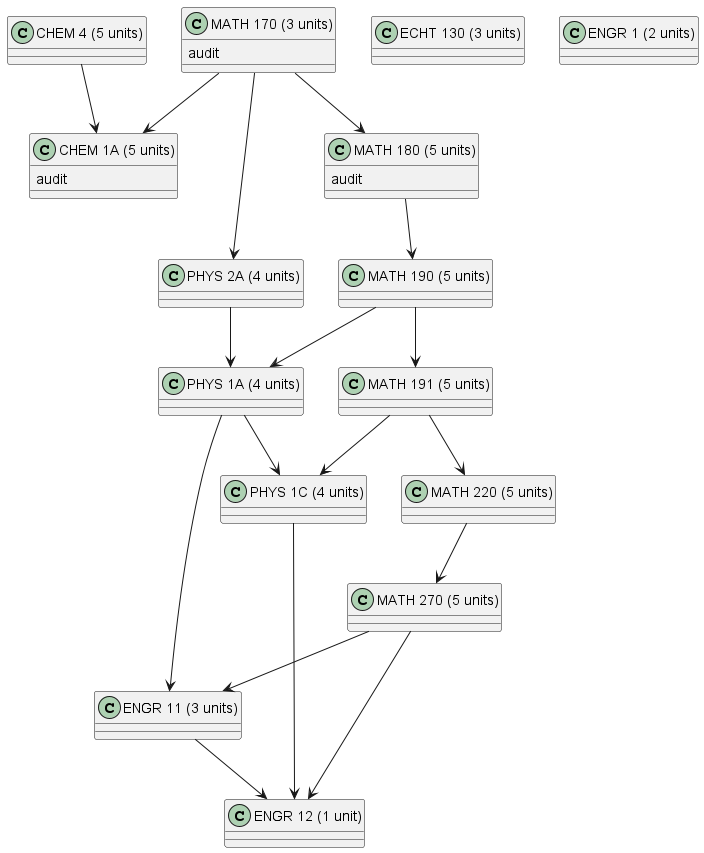 C CHEM 4 (5 units)
C MATH 170 (3 units)
audit
C ECHT 130 (3 units)
C ENGR 1 (2 units)
C CHEM 1A (5 units)
audit
C MATH 180 (5 units)
audit
C PHYS 2A (4 units)
C MATH 190 (5 units)
C PHYS 1A (4 units)
C MATH 191 (5 units)
C PHYS 1C (4 units)
C MATH 220 (5 units)
C MATH 270 (5 units)
C ENGR 11 (3 units)
C ENGR 12 (1 unit)